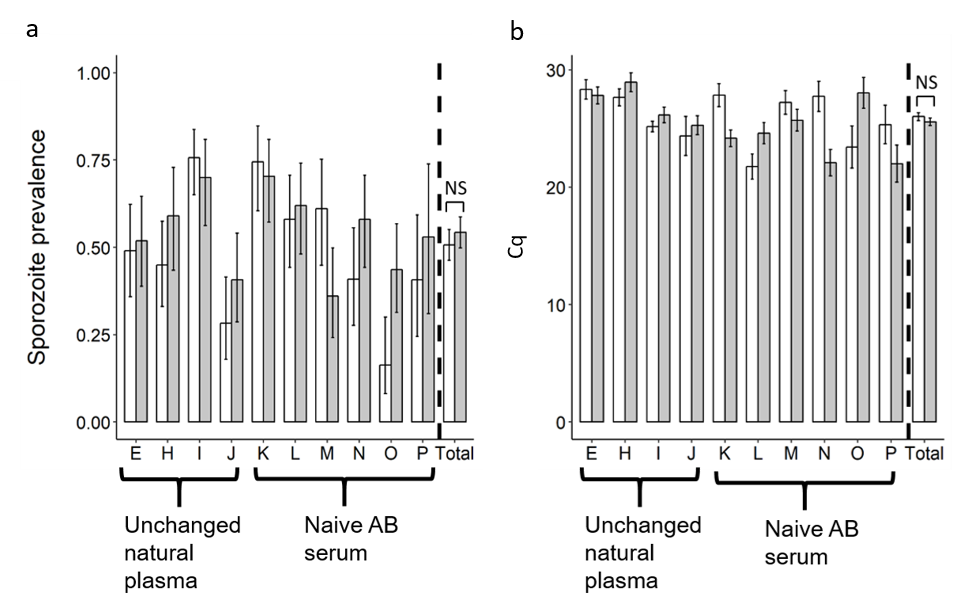 a
Sporozoite prevalence
1.00
0.75
0.50
0.25
0.00
NS
E H I J K L M N O P Total
Unchanged
natural
plasma
Naive AB
serum
b
Cq
30
20
10
0
NS
E H I J K L M N O P Total
Unchanged
natural
plasma
Naive AB
serum